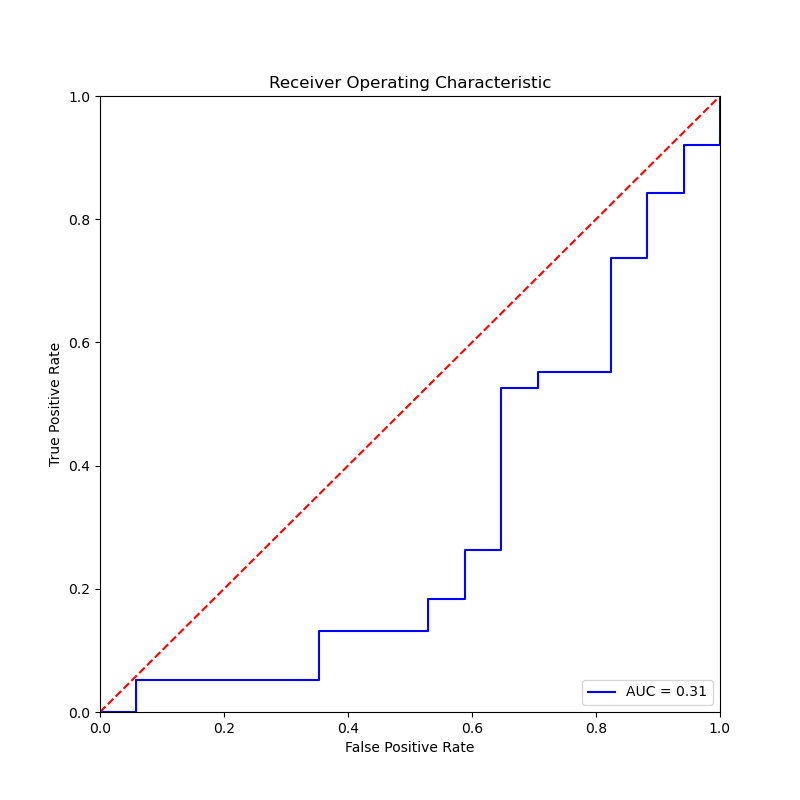 Receiver Operating Characteristic
1.0
0.8
0.6
0.4
0.2
0.0
True Positive Rate
AUC = 0.31
0.0 0.2 0.4 0.6 0.8 1.0
False Positive Rate